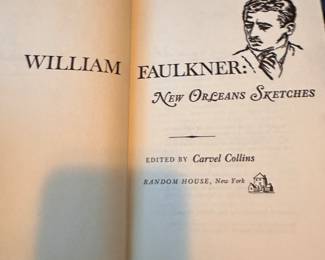 WILLIAM FAULKNER:
NEW ORLEANS SKETCHES
EDITED BY Carvel Collins
RANDOM HOUSE, New York